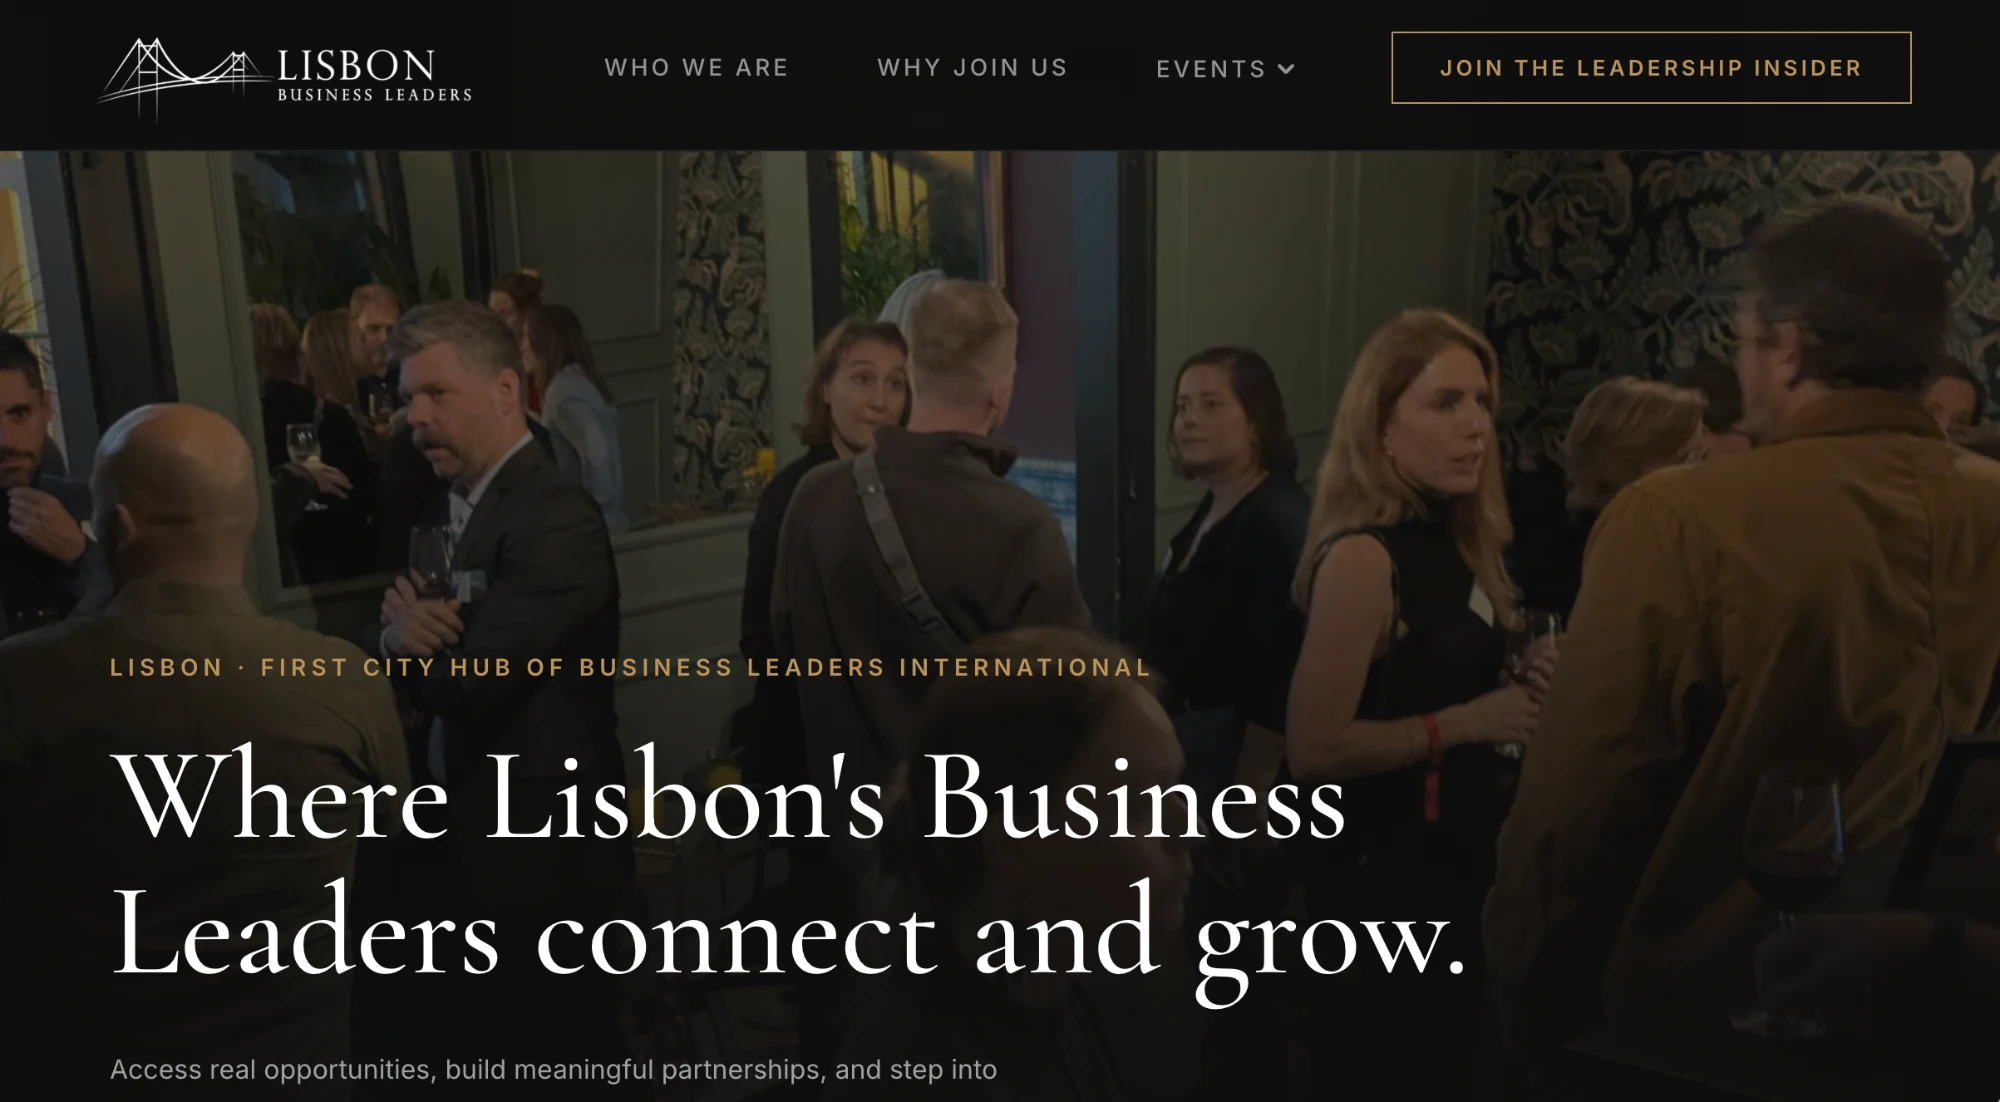 LISBON
BUSINESS LEADERS
WHO WE ARE
WHY JOIN US
EVENTS
JOIN THE LEADERSHIP INSIDER
LISBON · FIRST CITY HUB OF BUSINESS LEADERS INTERNATIONAL
Where Lisbon's Business
Leaders connect and grow.
Access real opportunities, build meaningful partnerships, and step into